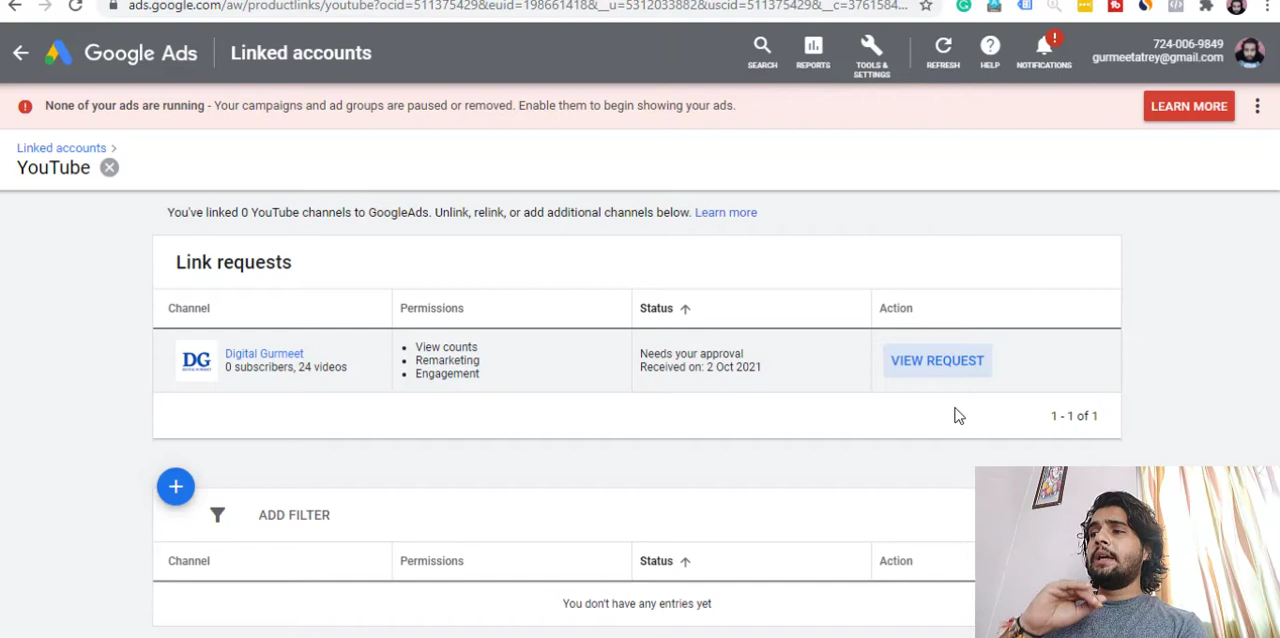 ads.google.com/aw/productlinks/youtube?ocid=511375429&euid=198661418&__u=5312033882&uscid=511375429&__c=3761584...
Google Ads
Linked accounts
SEARCH
REPORTS
TOOLS &
SETTINGS
REFRESH
HELP
!
NOTIFICATIONS
724-006-9849
gurmeetatrey@gmail.com
None of your ads are running - Your campaigns and ad groups are paused or removed. Enable them to begin showing your ads.
LEARN MORE
Linked accounts >
YouTube
You've linked 0 YouTube channels to GoogleAds. Unlink, relink, or add additional channels below. Learn more
Link requests
Channel Permissions Status Action
DG
Digital Gurmeet
0 subscribers, 24 videos
• View counts
• Remarketing
• Engagement
Needs your approval
Received on: 2 Oct 2021
VIEW REQUEST
1 - 1 of 1
+
ADD FILTER
Channel Permissions Status Action
You don't have any entries yet